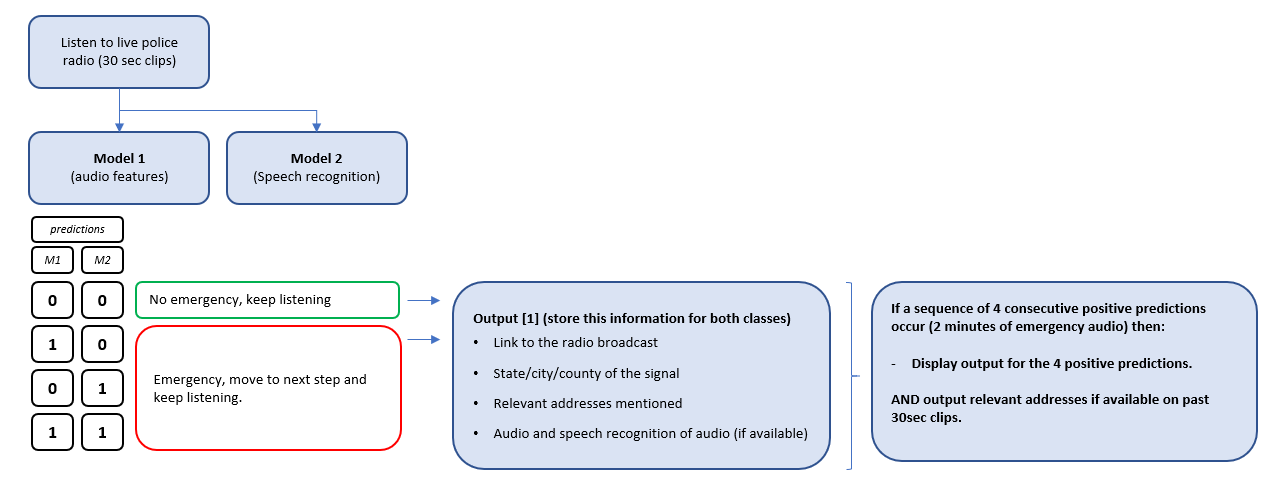 Listen to live police
radio (30 sec clips)
Model 1
(audio features)
Model 2
(Speech recognition)
predictions
M1 M2
0 0
No emergency, keep listening
1 0
0 1
1 1
Emergency, move to next step and
keep listening.
Output [1] (store this information for both classes)
• Link to the radio broadcast
• State/city/county of the signal
• Relevant addresses mentioned
• Audio and speech recognition of audio (if available)
If a sequence of 4 consecutive positive predictions
occur (2 minutes of emergency audio) then:
- Display output for the 4 positive predictions.
AND output relevant addresses if available on past
30sec clips.